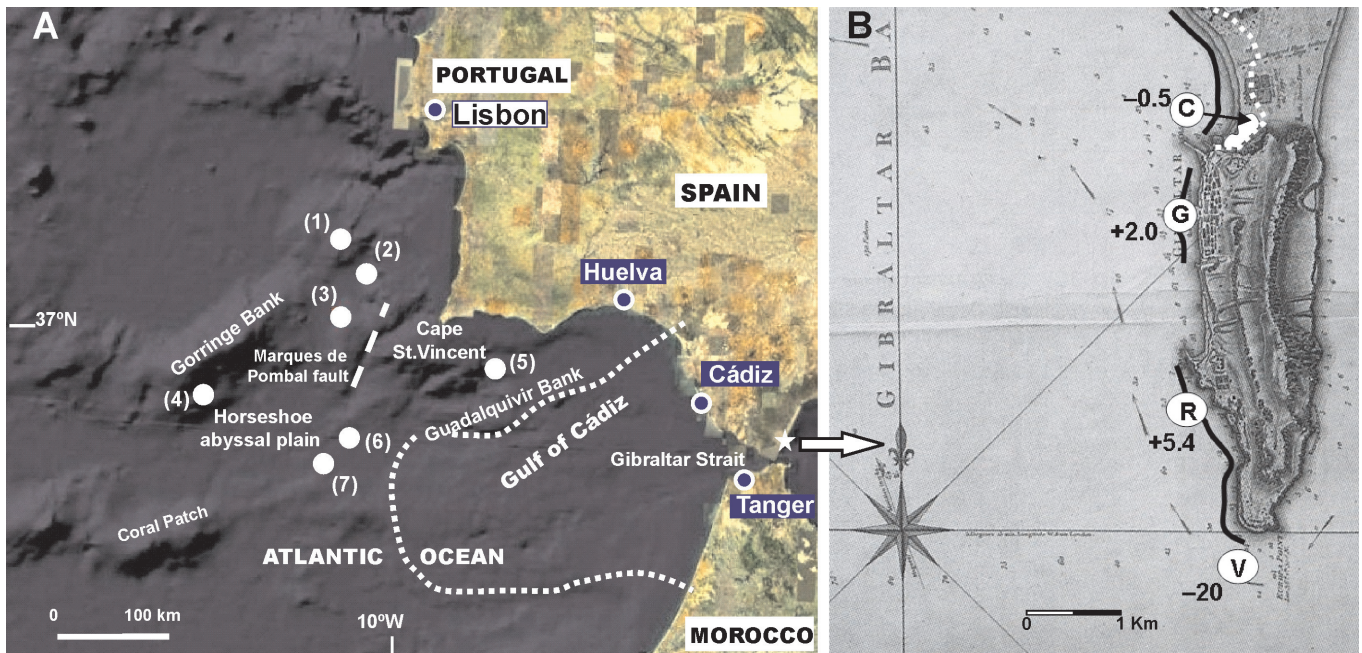 A
PORTUGAL
Lisbon
SPAIN
(1)
(2)
Huelva
(3)
37ºN
Gorringe Bank
Cape
St.Vincent
Marques de
Pombal fault
(5)
Guadalquivir Bank
Cádiz
(4)
Horseshoe
abyssal plain
Gulf of Cádiz
(6)
Gibraltar Strait
(7)
Tanger
Coral Patch
ATLANTIC OCEAN
0 100 km
10ºW
MOROCCO
B
GIBRALTAR BA
–0.5
C
G
+2.0
R
+5.4
V
–20
0 1 Km